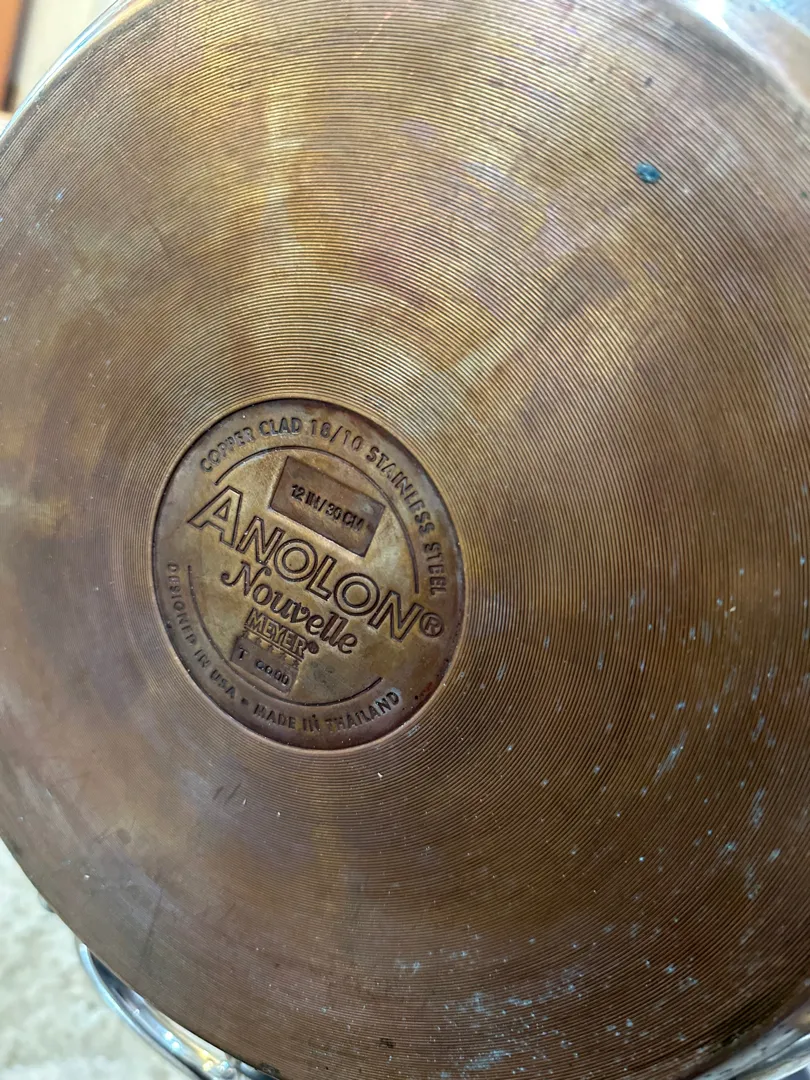 COPPER CLAD 18/10 STAINLESS STEEL
12 IN/30 CM
ANOLON®
Nouvelle
MEYER®
DESIGNED IN USA • MADE IN THAILAND